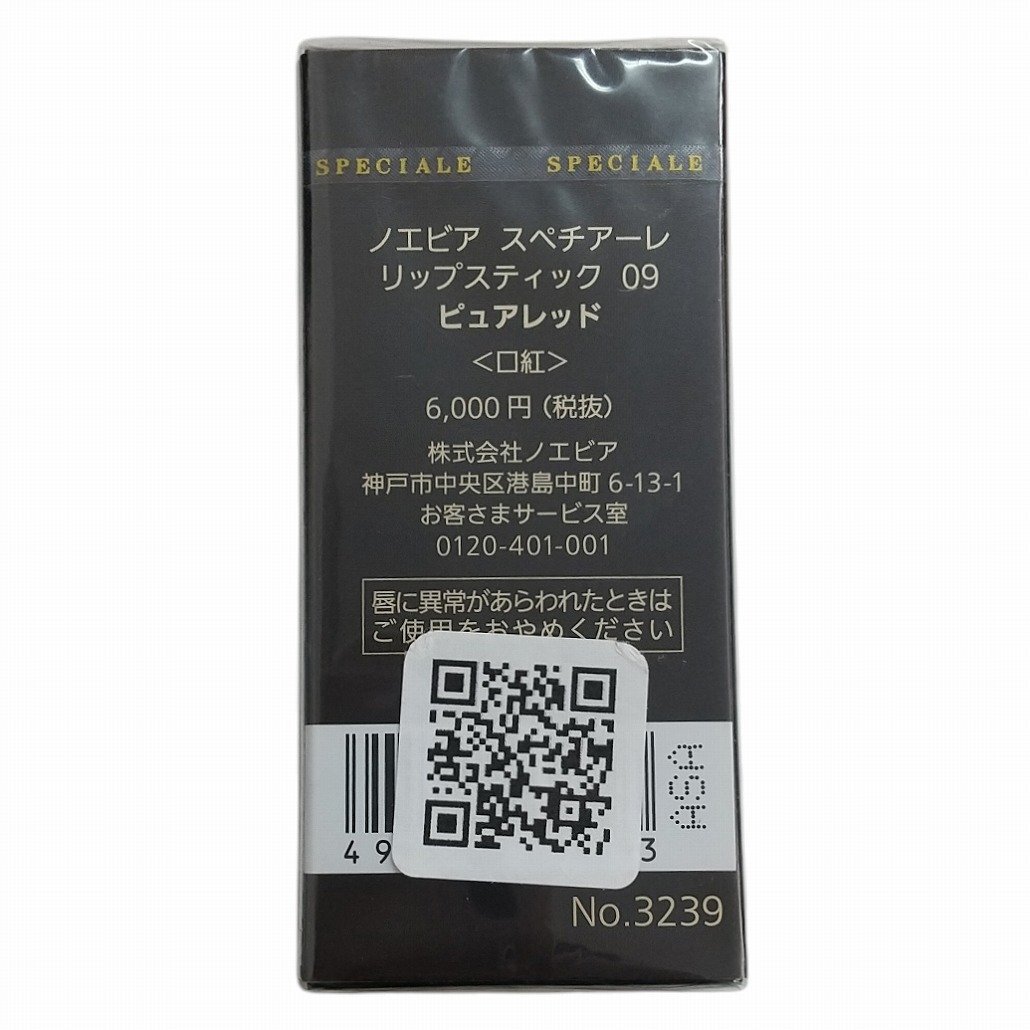 SPECIALE SPECIALE
ノエビア スペチアーレ
リップスティック 09
ピュアレッド
<口紅>
6,000円(税抜)
株式会社ノエビア
神戸市中央区港島中町6-13-1
お客さまサービス室
0120-401-001
唇に異常があらわれたときは
ご使用をおやめください
ASA
49
3
No.3239